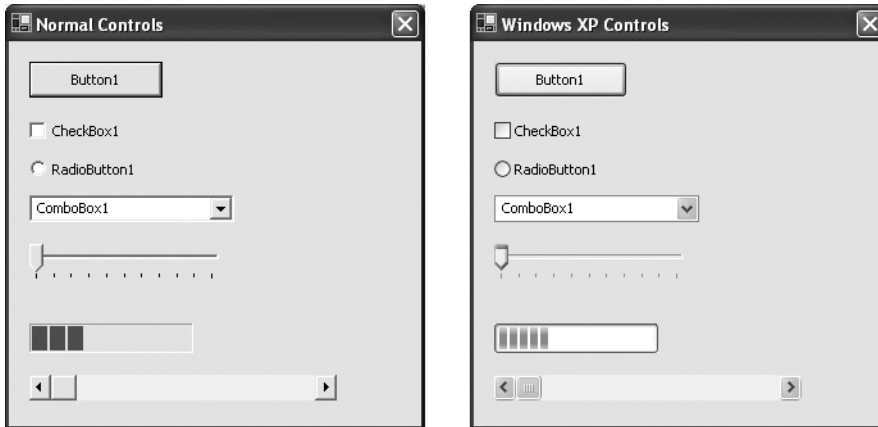 Normal Controls
Button1
CheckBox1
RadioButton1
ComboBox1
Windows XP Controls
Button1
CheckBox1
RadioButton1
ComboBox1